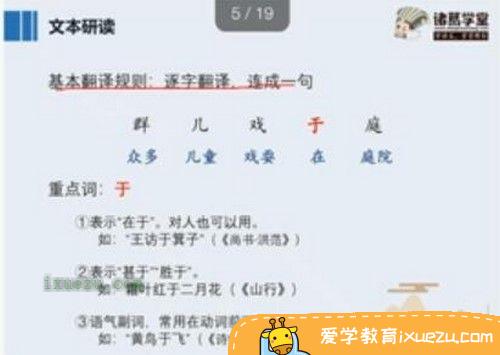 5 / 19
文本研读
诸葛学堂
基本翻译规则：逐字翻译，连成一句
群 儿 戏 于 庭
众多 儿童 戏耍 在 庭院
重点词：于
①表示“在于”。对人也可以用。
如：“王访于箕子”（《尚书·洪范》）
②表示“甚于”“胜于”。
如：霜叶红于二月花（《山行》）
ixuezu.com
③语气副词，常用在动词前
如：“黄鸟于飞”（《诗
爱学教育ixuezu.com